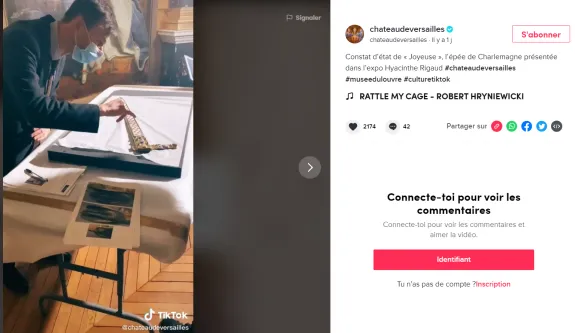 Signaler
TikTok
@chateaudeversailles
chateaudeversailles
chateaudeversailles · Il y a 1 j
S'abonner
Constat d'état de « Joyeuse », l'épée de Charlemagne présentée
dans l'expo Hyacinthe Rigaud #chateaudeversailles
#museedulouvre #culturetiktok
RATTLE MY CAGE - ROBERT HRYNIEWICKI
2174
42
Partager sur
Connecte-toi pour voir les
commentaires
Connecte-toi pour voir les commentaires et
aimer la vidéo.
Identifiant
Tu n'as pas de compte ?Inscription